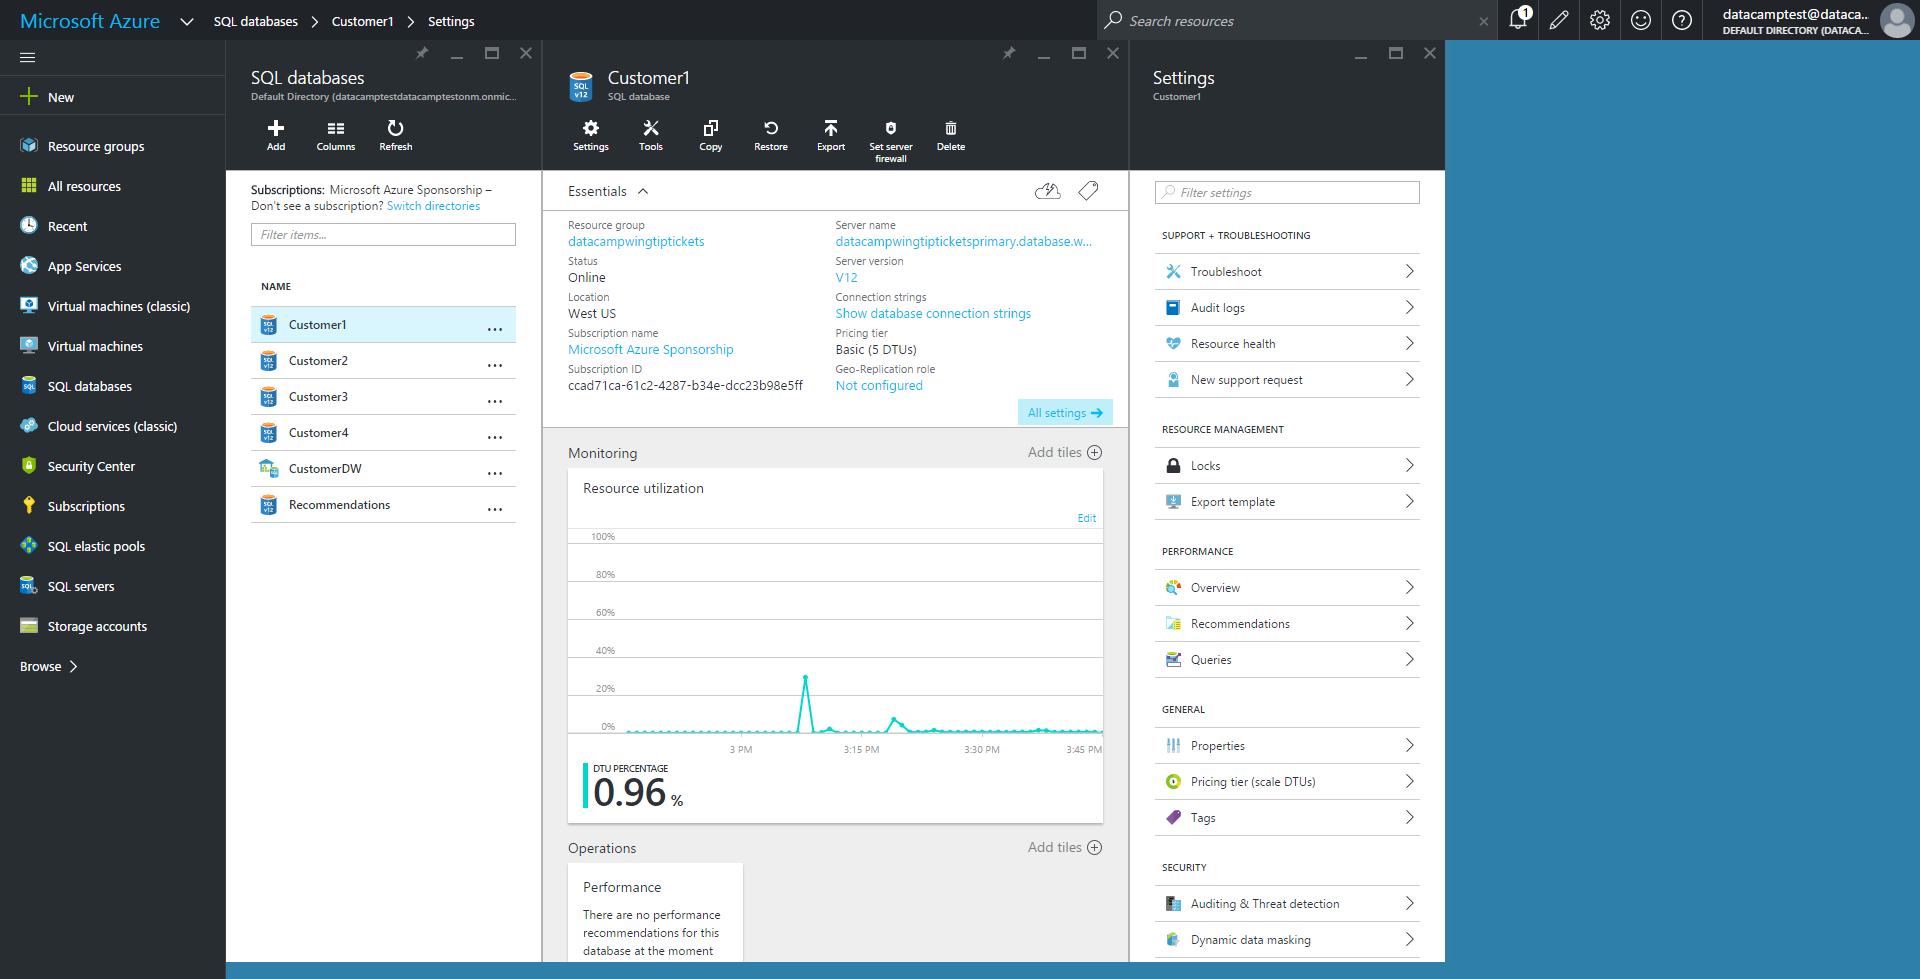 Microsoft Azure
SQL databases
Customer1
Settings
Search resources
1
datacamptest@dataca...
DEFAULT DIRECTORY (DATACA...
New
Resource groups
All resources
Recent
App Services
Virtual machines (classic)
Virtual machines
SQL databases
Cloud services (classic)
Security Center
Subscriptions
SQL elastic pools
SQL servers
Storage accounts
Browse
SQL databases
Default Directory (datacamptestdatacamptestonm.onmic...
Add
Columns
Refresh
Subscriptions: Microsoft Azure Sponsorship –
Don't see a subscription? Switch directories
Filter items...
NAME
Customer1
...
Customer2
...
Customer3
...
Customer4
...
CustomerDW
...
Recommendations
...
SQL
v12
Customer1
SQL database
Settings
Tools
Copy
Restore
Export
Set server
firewall
Delete
Essentials
Resource group
datacampwingtiptickets
Status
Online
Location
West US
Subscription name
Microsoft Azure Sponsorship
Subscription ID
ccad71ca-61c2-4287-b34e-dcc23b98e5ff
Server name
datacampwingtipticketsprimary.database.w...
Server version
V12
Connection strings
Show database connection strings
Pricing tier
Basic (5 DTUs)
Geo-Replication role
Not configured
All settings
Monitoring
Add tiles
Resource utilization
Edit
100%
80%
60%
40%
20%
0%
3 PM
3:15 PM
3:30 PM
3:45 PM
DTU PERCENTAGE
0.96 %
Operations
Add tiles
Performance
There are no performance
recommendations for this
database at the moment
Settings
Customer1
Filter settings
SUPPORT + TROUBLESHOOTING
Troubleshoot
Audit logs
Resource health
New support request
RESOURCE MANAGEMENT
Locks
Export template
PERFORMANCE
Overview
Recommendations
Queries
GENERAL
Properties
Pricing tier (scale DTUs)
Tags
SECURITY
Auditing & Threat detection
Dynamic data masking